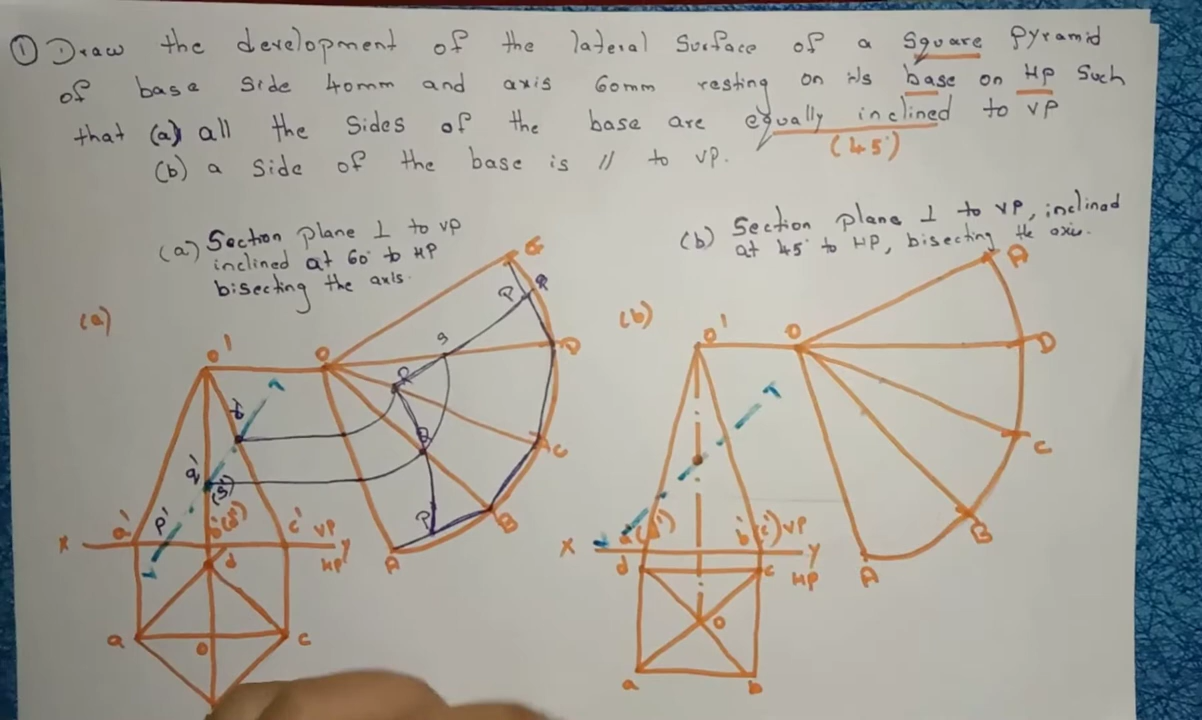 ① Draw the development of the lateral Surface of a Square Pyramid
of base side 40mm and axis 60mm resting on its base on HP Such
that (a) all the Sides of the base are equally inclined to VP
(45°)
(b) a side of the base is // to VP.
(a) Section plane ⊥ to VP
inclined at 60° to HP
bisecting the axis.
(b) Section plane ⊥ to VP, inclined
at 45° to HP, bisecting the axis.
(a)
o'
O
R
S
D
C
B
P
A
q'
(s')
p'
a'
b'(d')
c'
VP
X
Y
HP
d
a
o
c
(b)
o'
O
A
D
C
B
A
X
a'(d')
b'(c') VP
Y
HP
d
c
o
a
b